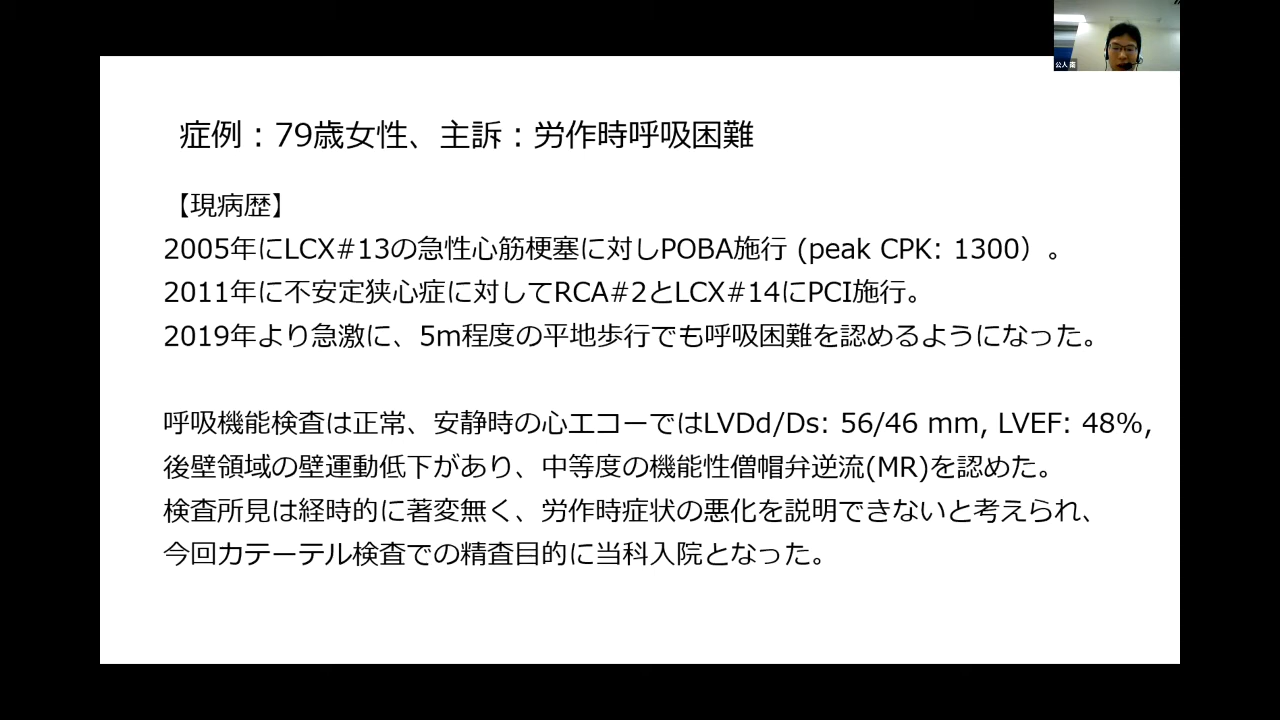 公人 南
症例：79歳女性、主訴：労作時呼吸困難
【現病歴】
2005年にLCX#13の急性心筋梗塞に対しPOBA施行 (peak CPK: 1300）。
2011年に不安定狭心症に対してRCA#2とLCX#14にPCI施行。
2019年より急激に、5m程度の平地歩行でも呼吸困難を認めるようになった。
呼吸機能検査は正常、安静時の心エコーではLVDd/Ds: 56/46 mm, LVEF: 48%,
後壁領域の壁運動低下があり、中等度の機能性僧帽弁逆流(MR)を認めた。
検査所見は経時的に著変無く、労作時症状の悪化を説明できないと考えられ、
今回カテーテル検査での精査目的に当科入院となった。